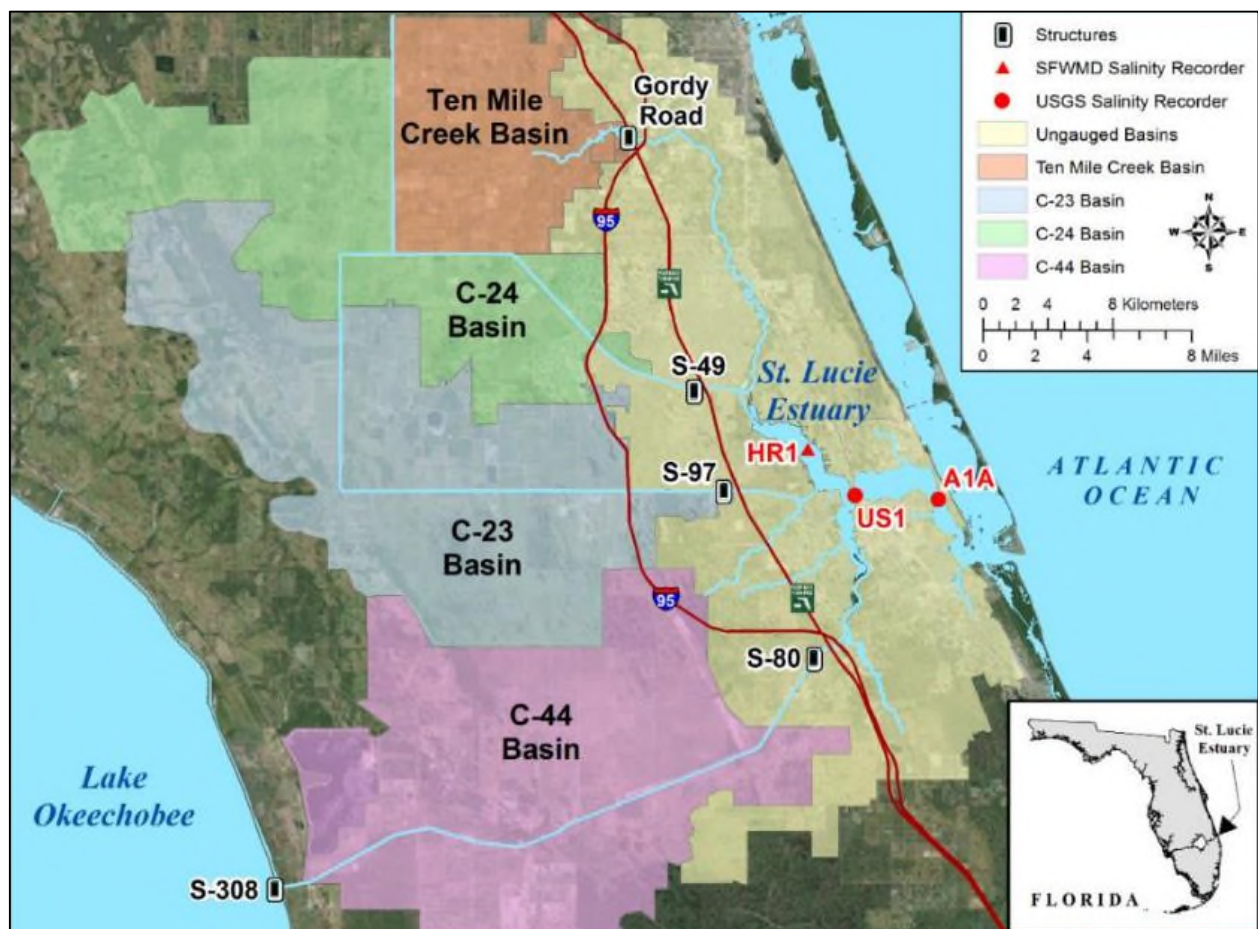 Structures
SFWMD Salinity Recorder
USGS Salinity Recorder
Ungauged Basins
Ten Mile Creek Basin
C-23 Basin
C-24 Basin
C-44 Basin
N
W
E
S
0 2 4 8 Kilometers
0 2 4 8 Miles
Gordy
Road
Ten Mile
Creek Basin
95
C-24
Basin
S-49
St. Lucie
Estuary
HR1
S-97
A1A
US1
ATLANTIC
OCEAN
C-23
Basin
95
S-80
C-44
Basin
Lake
Okeechobee
S-308
St. Lucie
Estuary
FLORIDA